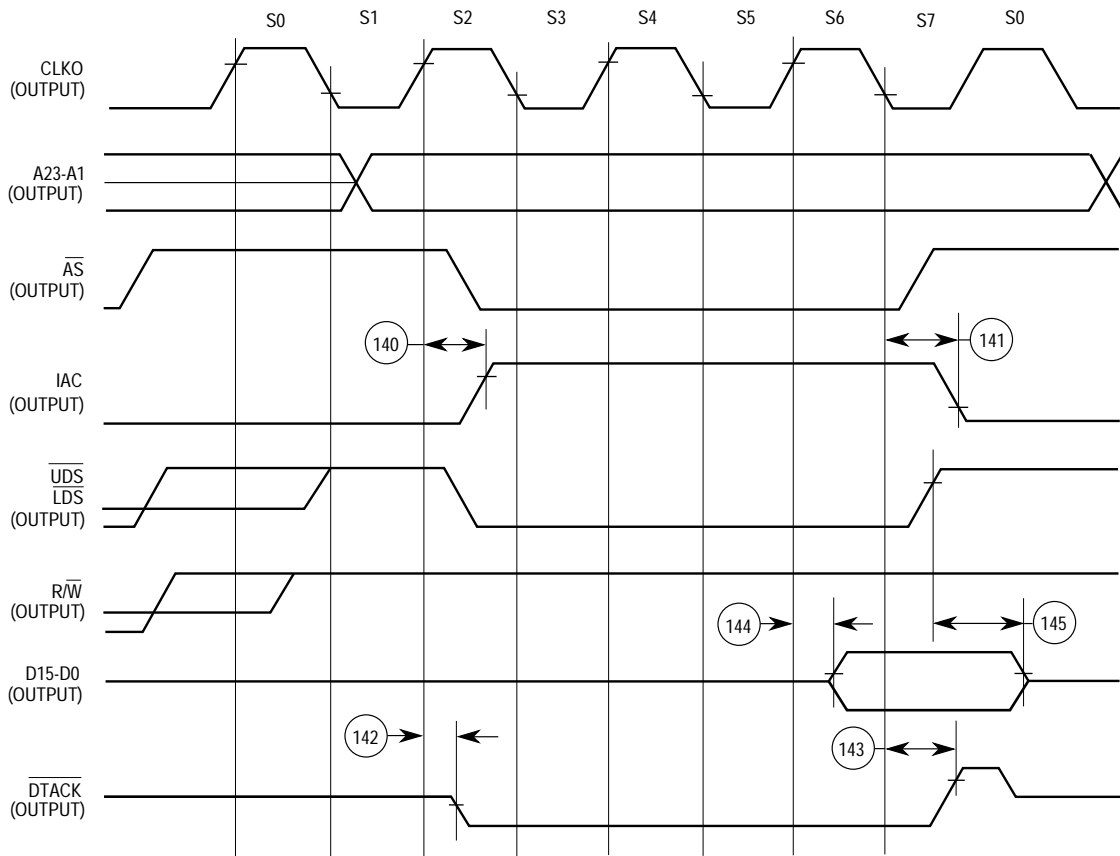 S0 S1 S2 S3 S4 S5 S6 S7 S0
CLKO
(OUTPUT)
A23-A1
(OUTPUT)
AS
(OUTPUT)
140
141
IAC
(OUTPUT)
UDS
LDS
(OUTPUT)
R/W
(OUTPUT)
144
145
D15-D0
(OUTPUT)
142
143
DTACK
(OUTPUT)